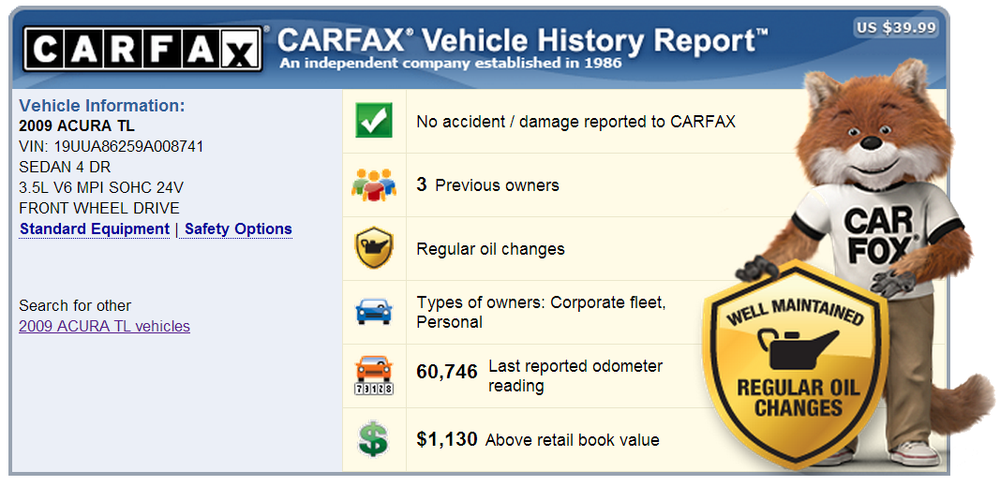 CARFAX®
CARFAX® Vehicle History Report™
An independent company established in 1986
US $39.99
Vehicle Information:
2009 ACURA TL
VIN: 19UUA86259A008741
SEDAN 4 DR
3.5L V6 MPI SOHC 24V
FRONT WHEEL DRIVE
Standard Equipment | Safety Options
Search for other
2009 ACURA TL vehicles
No accident / damage reported to CARFAX
3 Previous owners
Regular oil changes
Types of owners: Corporate fleet,
Personal
73128
60,746 Last reported odometer
reading
$
$1,130 Above retail book value
CAR
FOX®
WELL MAINTAINED
REGULAR OIL
CHANGES